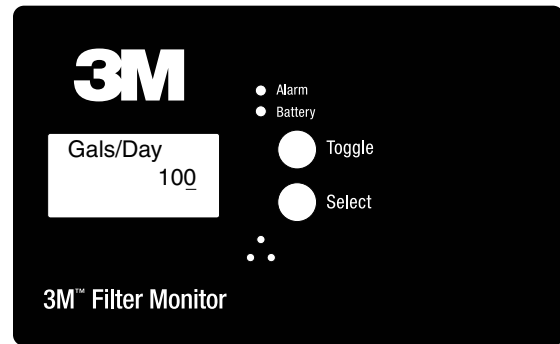 3M
Alarm
Battery
Gals/Day
100
Toggle
Select
3M™ Filter Monitor